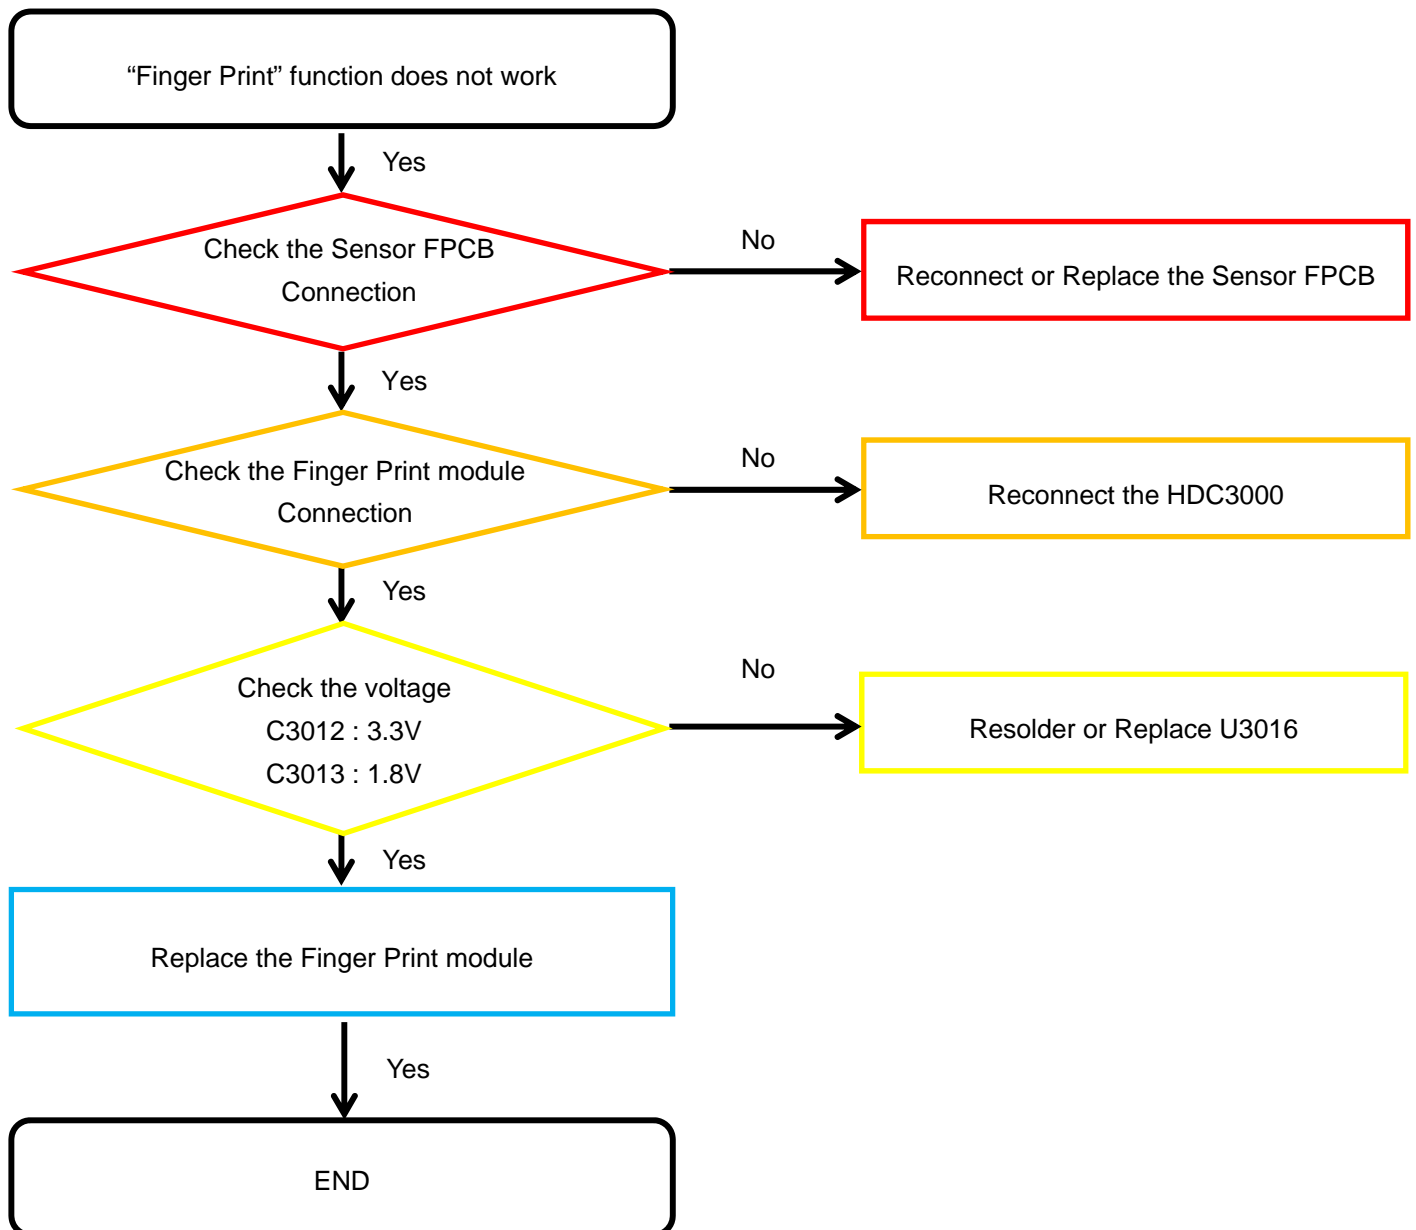 “Finger Print” function does not work
Yes
Check the Sensor FPCB
Connection
No
Reconnect or Replace the Sensor FPCB
Yes
Check the Finger Print module
Connection
No
Reconnect the HDC3000
Yes
Check the voltage
C3012 : 3.3V
C3013 : 1.8V
No
Resolder or Replace U3016
Yes
Replace the Finger Print module
Yes
END